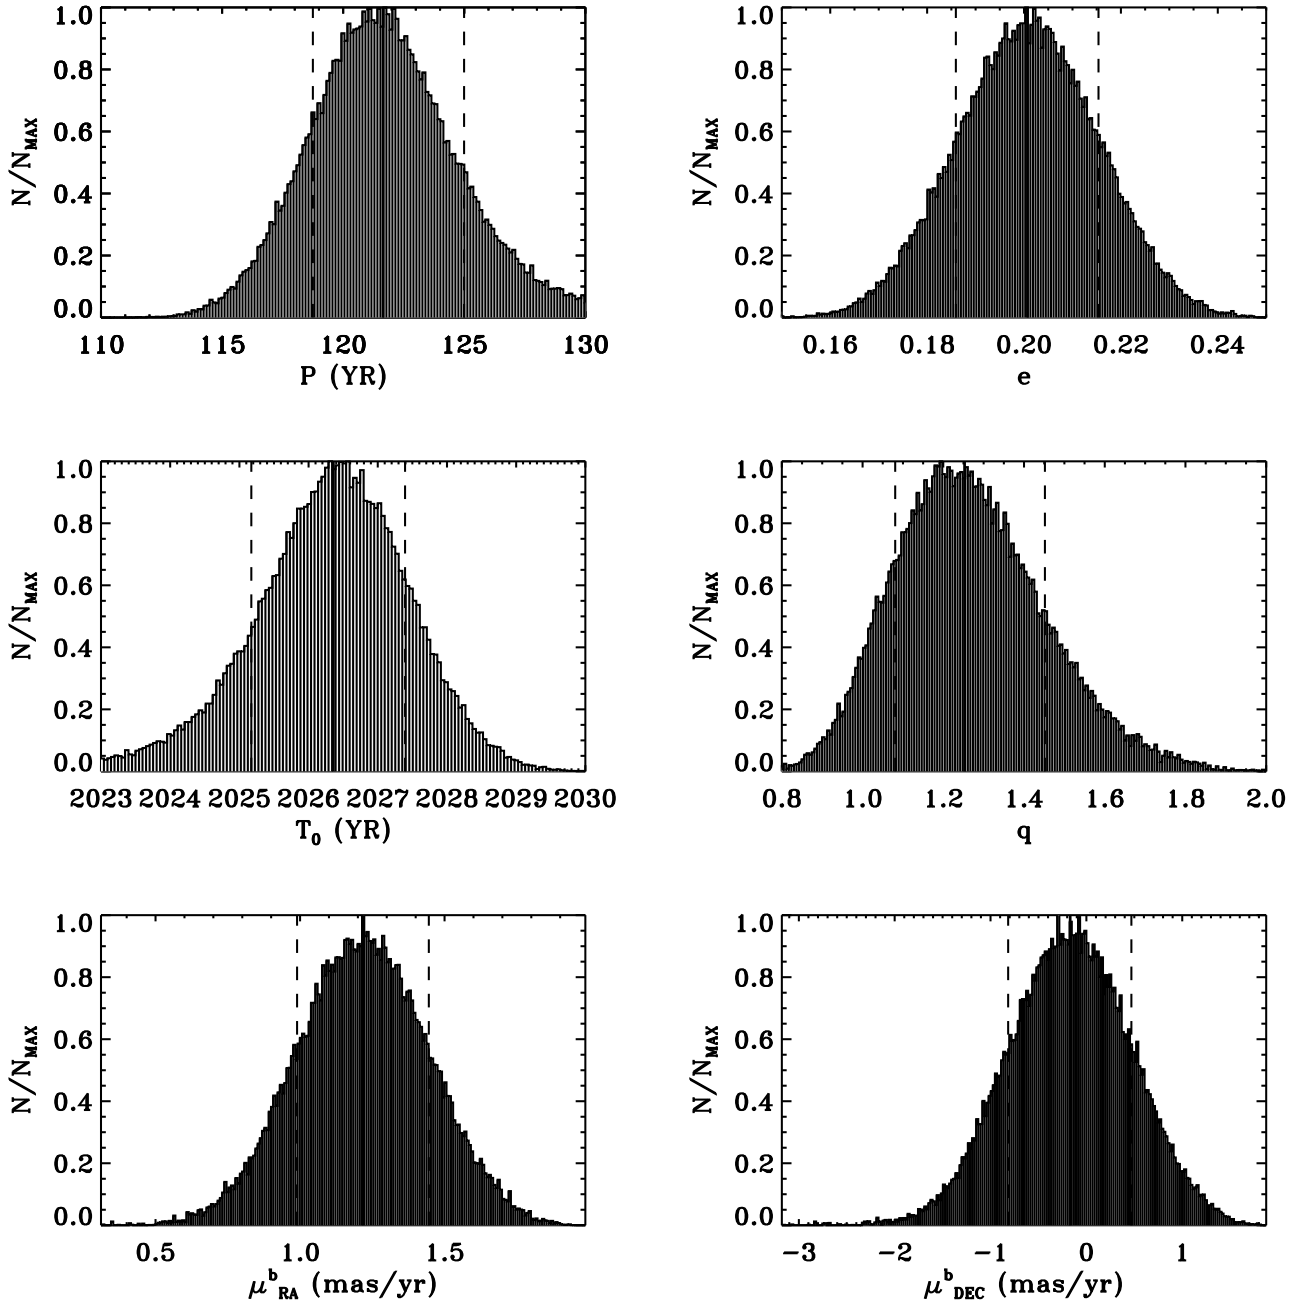 1.0
0.8
0.6
0.4
0.2
0.0
N/N_MAX
110 115 120 125 130
P (YR)
1.0
0.8
0.6
0.4
0.2
0.0
N/N_MAX
0.16 0.18 0.20 0.22 0.24
e
1.0
0.8
0.6
0.4
0.2
0.0
N/N_MAX
2023 2024 2025 2026 2027 2028 2029 2030
T_0 (YR)
1.0
0.8
0.6
0.4
0.2
0.0
N/N_MAX
0.8 1.0 1.2 1.4 1.6 1.8 2.0
q
1.0
0.8
0.6
0.4
0.2
0.0
N/N_MAX
0.5 1.0 1.5
μ^b_RA (mas/yr)
1.0
0.8
0.6
0.4
0.2
0.0
N/N_MAX
-3 -2 -1 0 1
μ^b_DEC (mas/yr)